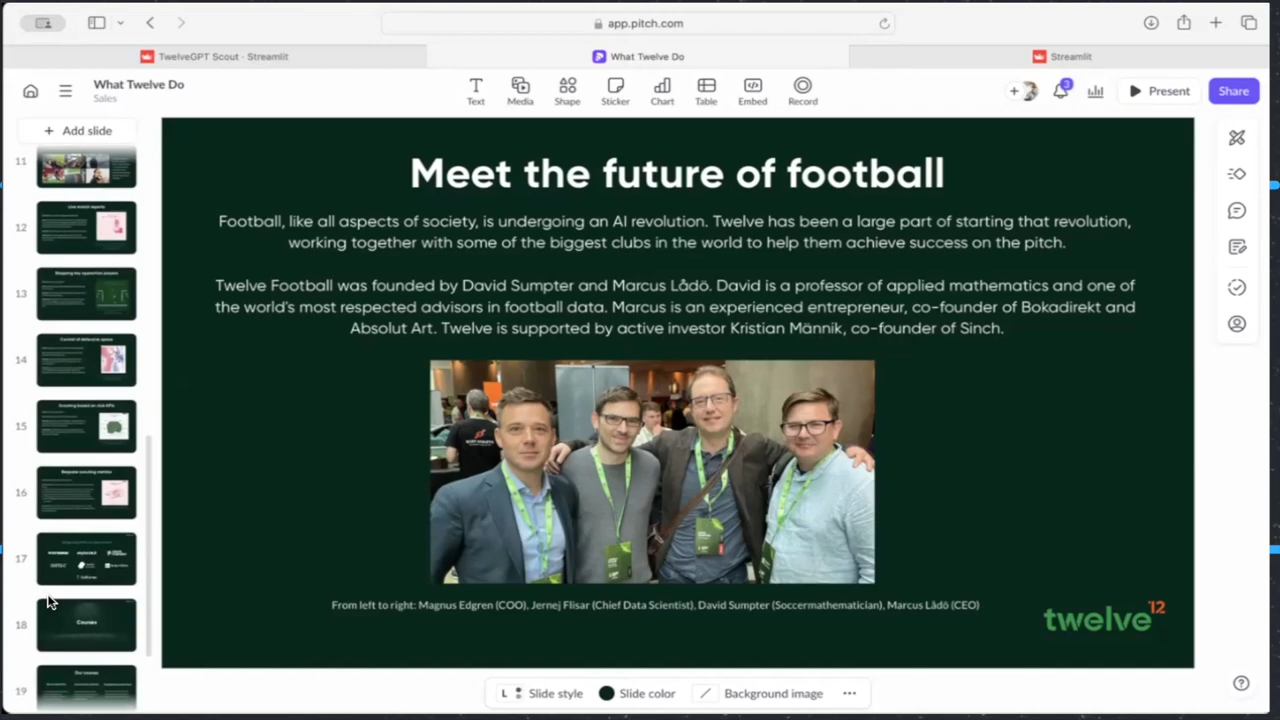 app.pitch.com
TwelveGPT Scout · Streamlit
What Twelve Do
Streamlit
What Twelve Do
Sales
Text
Media
Shape
Sticker
Chart
Table
Embed
Record
3
Present
Share
Add slide
11
12
13
14
15
16
17
18
Courses
19
Meet the future of football
Football, like all aspects of society, is undergoing an AI revolution. Twelve has been a large part of starting that revolution,
working together with some of the biggest clubs in the world to help them achieve success on the pitch.
Twelve Football was founded by David Sumpter and Marcus Lådö. David is a professor of applied mathematics and one of
the world's most respected advisors in football data. Marcus is an experienced entrepreneur, co-founder of Bokadirekt and
Absolut Art. Twelve is supported by active investor Kristian Männik, co-founder of Sinch.
From left to right: Magnus Edgren (COO), Jernej Flisar (Chief Data Scientist), David Sumpter (Soccermathematician), Marcus Lådö (CEO)
twelve12
L
Slide style
Slide color
Background image